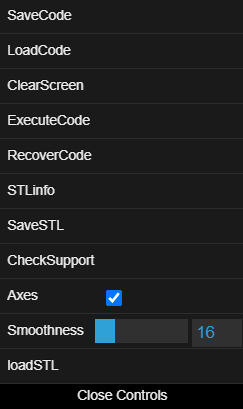 SaveCode
LoadCode
ClearScreen
ExecuteCode
RecoverCode
STLinfo
SaveSTL
CheckSupport
Axes
Smoothness 16
loadSTL
Close Controls